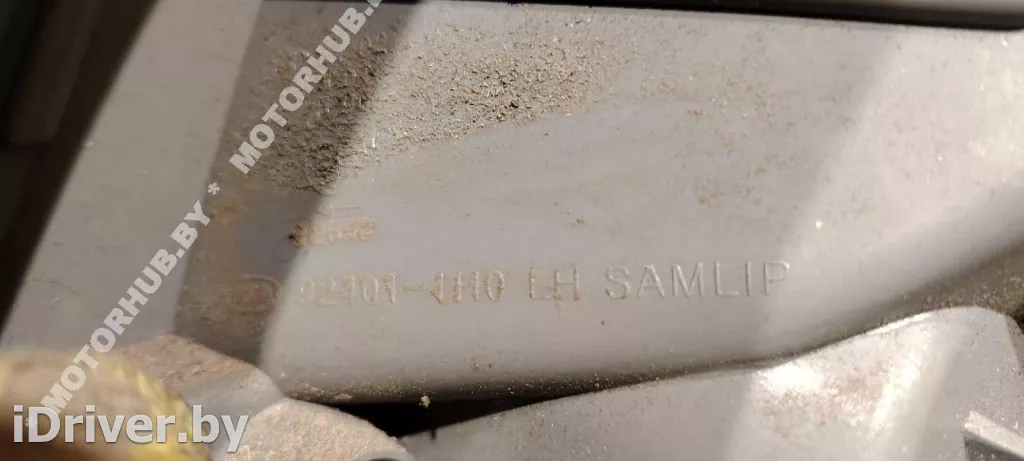 MOTORHUB.BY * MOTORHUB.BY
92401-1H0 LH SAMLIP
iDriver.by